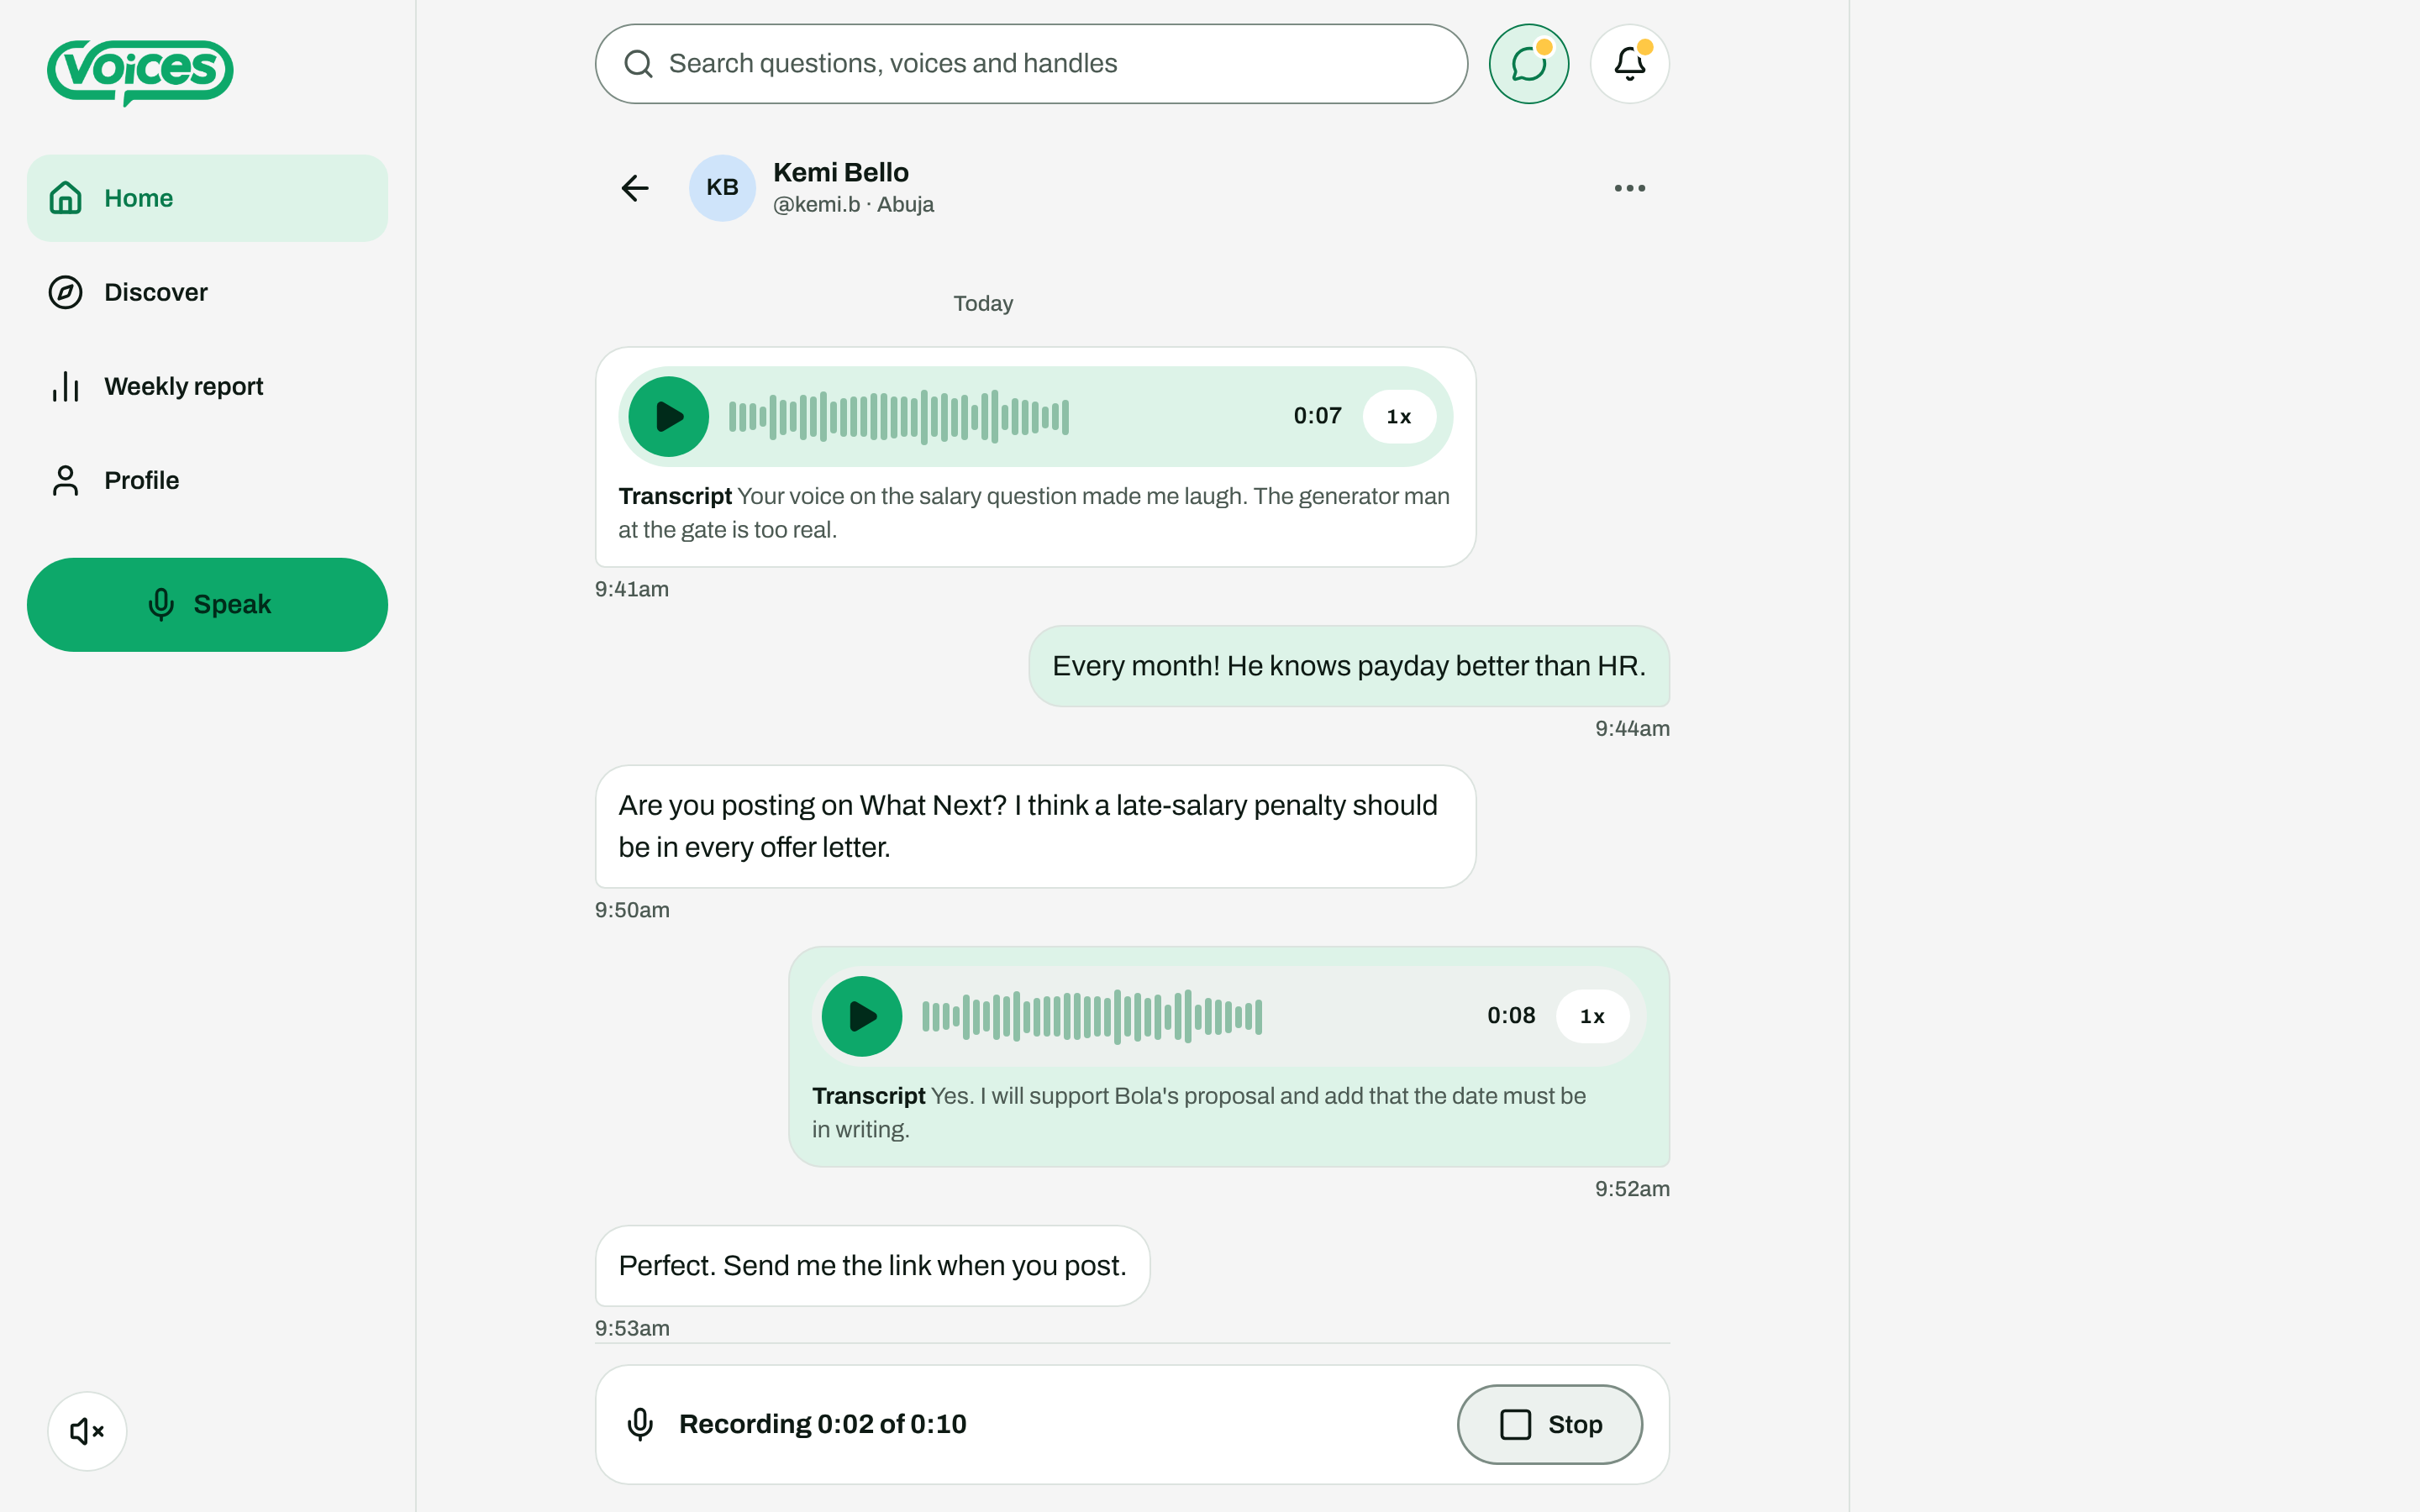 voices
Home
Discover
Weekly report
Profile
Speak
Search questions, voices and handles
KB
Kemi Bello
@kemi.b · Abuja
Today
0:07
1x
Transcript Your voice on the salary question made me laugh. The generator man
at the gate is too real.
9:41am
Every month! He knows payday better than HR.
9:44am
Are you posting on What Next? I think a late-salary penalty should
be in every offer letter.
9:50am
0:08
1x
Transcript Yes. I will support Bola's proposal and add that the date must be
in writing.
9:52am
Perfect. Send me the link when you post.
9:53am
Recording 0:02 of 0:10
Stop